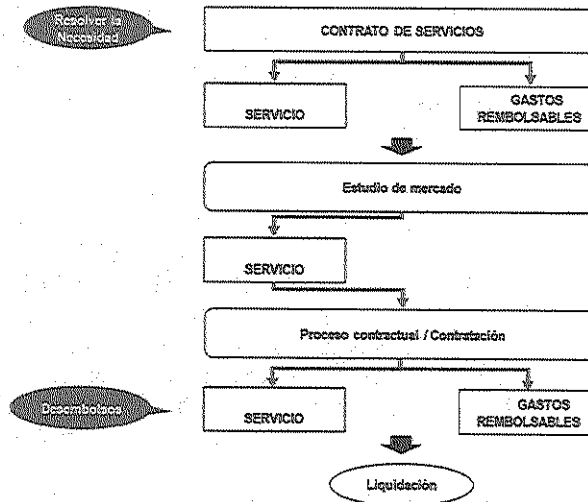 Resolver la
Necesidad
CONTRATO DE SERVICIOS
SERVICIO
GASTOS
REMBOLSABLES
Estudio de mercado
SERVICIO
Proceso contractual / Contratación
Desembolsos
SERVICIO
GASTOS
REMBOLSABLES
Liquidación